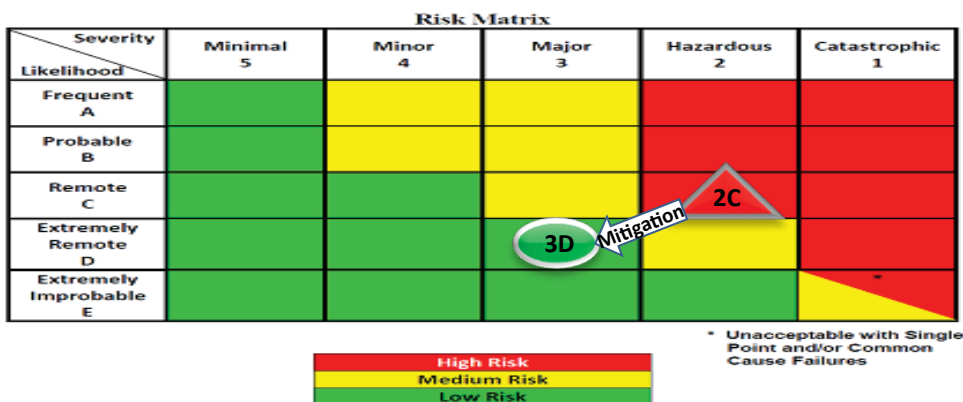 Risk Matrix
Severity
Likelihood
Minimal
5
Minor
4
Major
3
Hazardous
2
Catastrophic
1
Frequent
A
Probable
B
Remote
C
2C
Mitigation
Extremely
Remote
D
3D
Extremely
Improbable
E
*
* Unacceptable with Single
Point and/or Common
Cause Failures
High Risk
Medium Risk
Low Risk